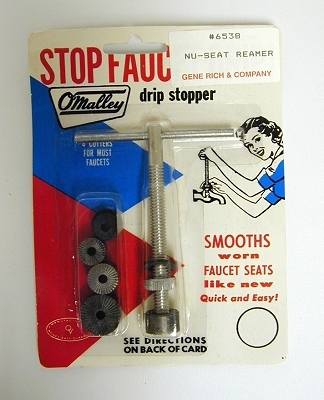 #6538
NU-SEAT REAMER
GENE RICH & COMPANY
STOP FAUC
O'Malley
drip stopper
CUTTERS
FOR MOST
FAUCETS
SMOOTHS
worn
FAUCET SEATS
like new
Quick and Easy!
SEE DIRECTIONS
ON BACK OF CARD